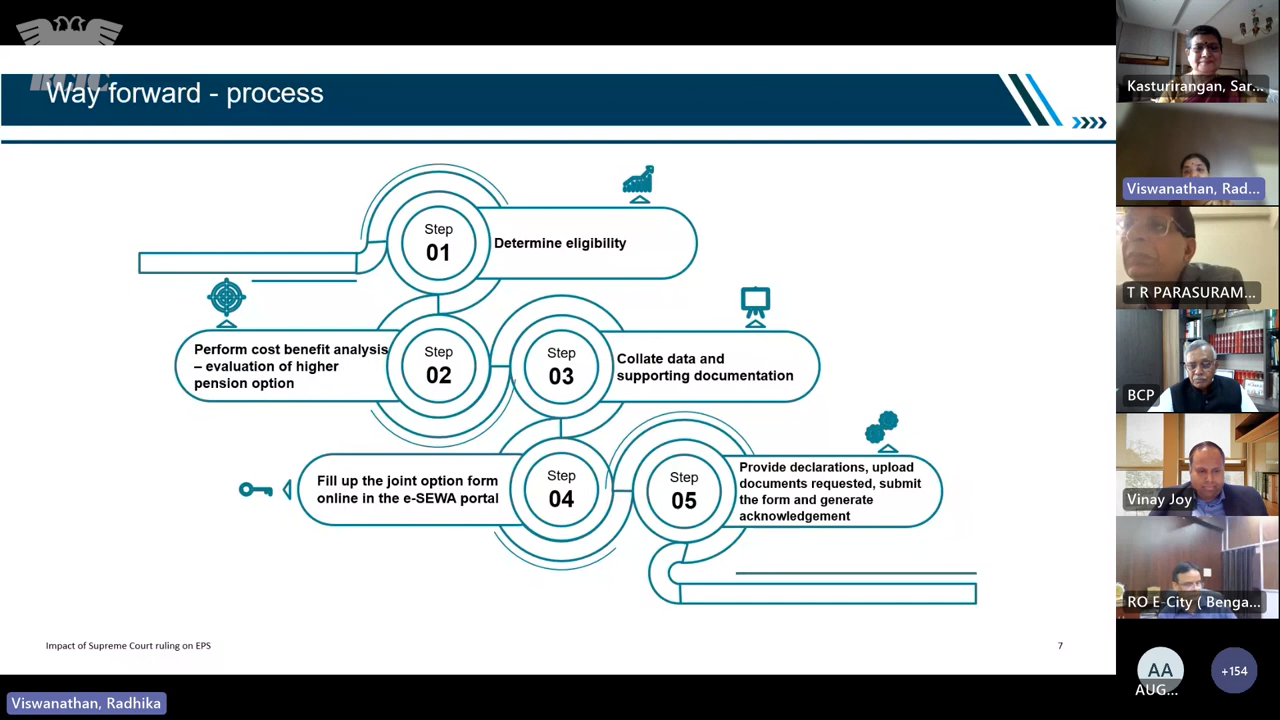 Way forward - process
Step
01
Determine eligibility
Perform cost benefit analysis
– evaluation of higher
pension option
Step
02
Step
03
Collate data and
supporting documentation
Fill up the joint option form
online in the e-SEWA portal
Step
04
Step
05
Provide declarations, upload
documents requested, submit
the form and generate
acknowledgement
Impact of Supreme Court ruling on EPS
7
Viswanathan, Radhika
Kasturirangan, Sar...
Viswanathan, Rad...
T R PARASURAM...
BCP
Vinay Joy
RO E-City ( Benga...
AA
AUG...
+154